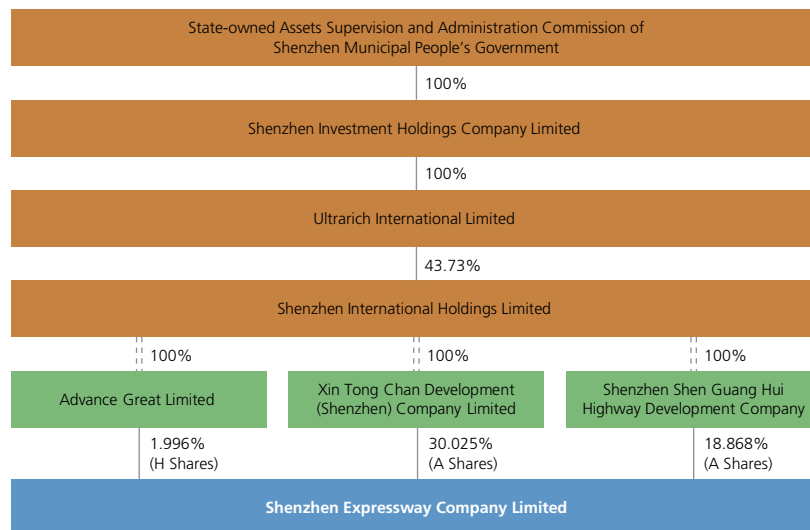 State-owned Assets Supervision and Administration Commission of
Shenzhen Municipal People’s Government
100%
Shenzhen Investment Holdings Company Limited
100%
Ultrarich International Limited
43.73%
Shenzhen International Holdings Limited
100%
100%
100%
Advance Great Limited
Xin Tong Chan Development
(Shenzhen) Company Limited
Shenzhen Shen Guang Hui
Highway Development Company
1.996%
(H Shares)
30.025%
(A Shares)
18.868%
(A Shares)
Shenzhen Expressway Company Limited